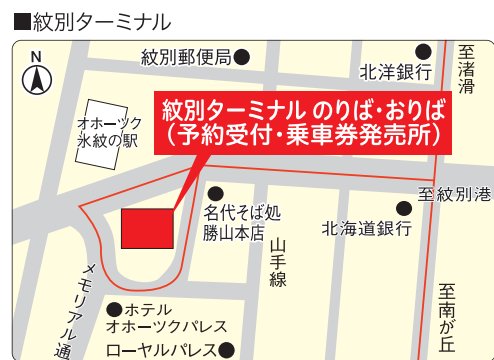 ■紋別ターミナル
N
紋別郵便局
北洋銀行
至渚滑
オホーツク
氷紋の駅
紋別ターミナル のりば・おりば
（予約受付・乗車券発売所）
至紋別港
名代そば処
勝山本店
北海道銀行
山手線
メモリアル通
至南が丘
ホテル
オホーツクパレス
ローヤルパレス